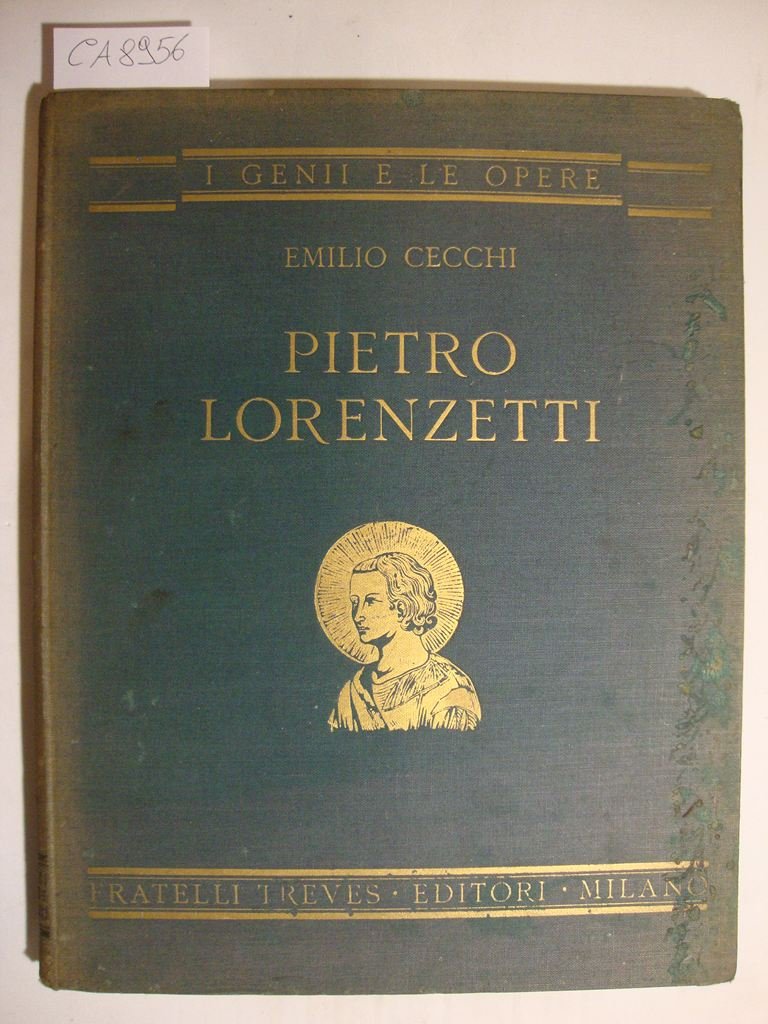 CA8956
I GENII E LE OPERE
EMILIO CECCHI
PIETRO
LORENZETTI
FRATELLI TREVES · EDITORI · MILANO